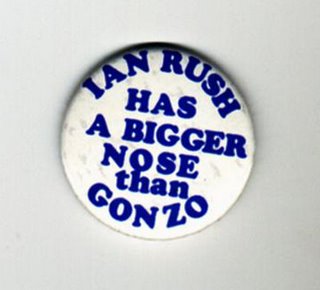 IAN RUSH
HAS
A BIGGER
NOSE
than
GONZO